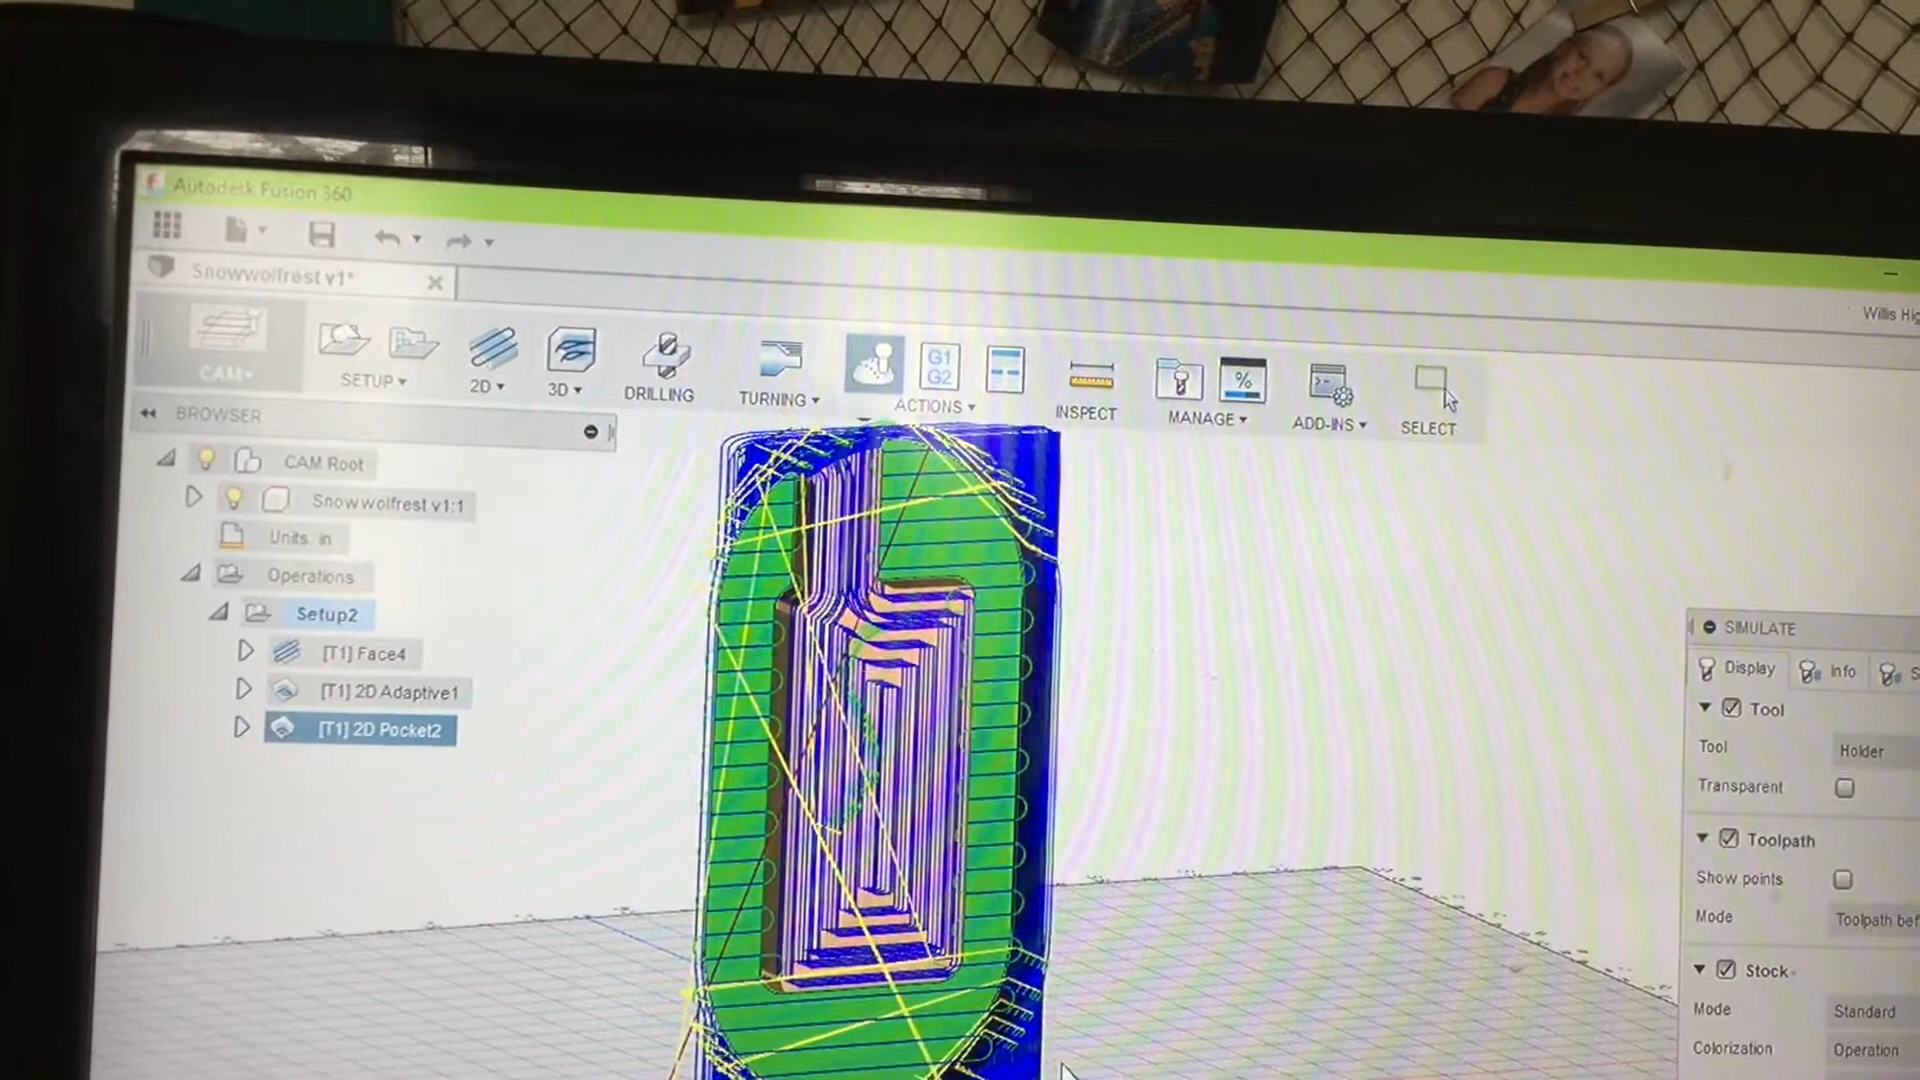 Autodesk Fusion 360
Snowwolfrest v1*
CAM
SETUP
2D
3D
DRILLING
TURNING
G1
G2
ACTIONS
INSPECT
%
MANAGE
ADD-INS
SELECT
BROWSER
CAM Root
Snowwolfrest v1:1
Units: in
Operations
Setup2
[T1] Face4
[T1] 2D Adaptive1
[T1] 2D Pocket2
Willis
SIMULATE
Display
Info
Tool
Tool
Holder
Transparent
Toolpath
Show points
Mode
Toolpath
Stock
Mode
Standard
Colorization
Operation